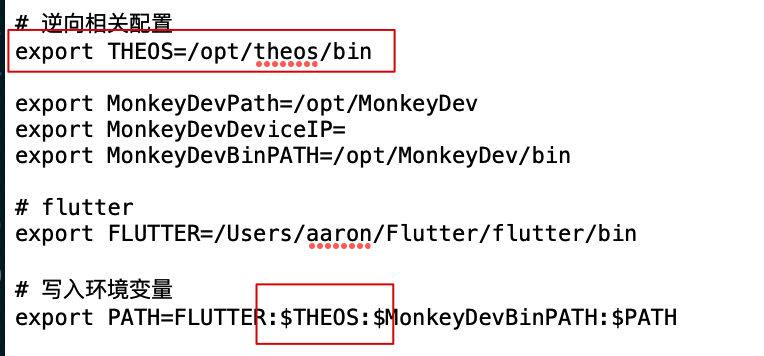 # 逆向相关配置
export THEOS=/opt/theos/bin
export MonkeyDevPath=/opt/MonkeyDev
export MonkeyDevDeviceIP=
export MonkeyDevBinPATH=/opt/MonkeyDev/bin
# flutter
export FLUTTER=/Users/aaron/Flutter/flutter/bin
# 写入环境变量
export PATH=FLUTTER:$THEOS:$MonkeyDevBinPATH:$PATH